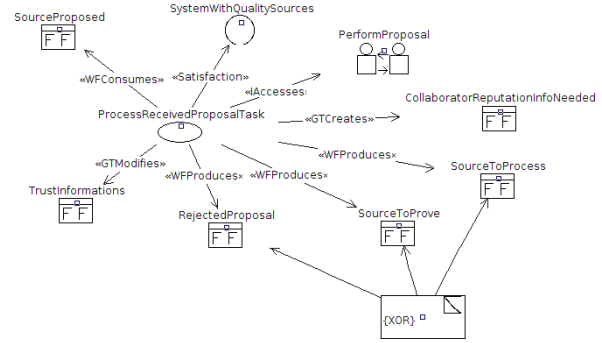 SystemWithQualitySources
SourceProposed
F F
PerformProposal
«WFConsumes»
«Satisfaction»
«IAccesses»
CollaboratorReputationInfoNeeded
F F
ProcessReceivedProposalTask
«GTCreates»
«WFProduces»
«GTModifies»
«WFProduces»
«WFProduces»
SourceToProcess
F F
TrustInformations
F F
RejectedProposal
F F
SourceToProve
F F
{XOR}